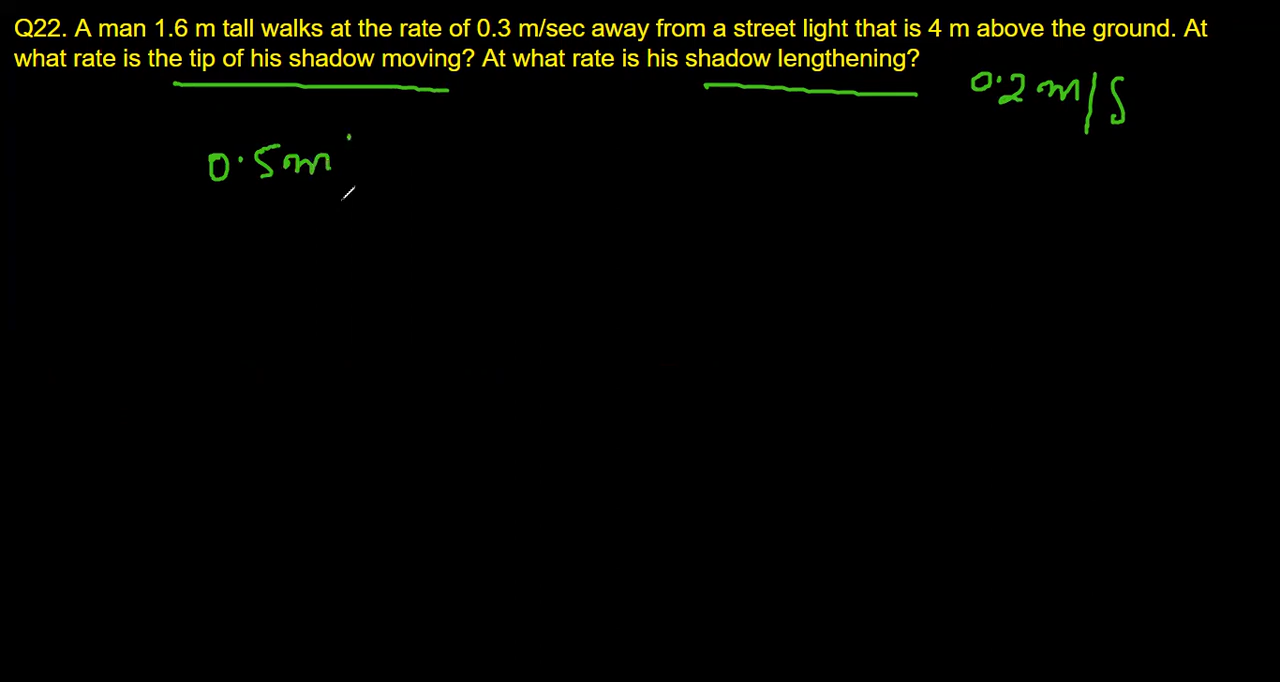 Q22. A man 1.6 m tall walks at the rate of 0.3 m/sec away from a street light that is 4 m above the ground. At
what rate is the tip of his shadow moving? At what rate is his shadow lengthening?
0.2 m/s
0.5m